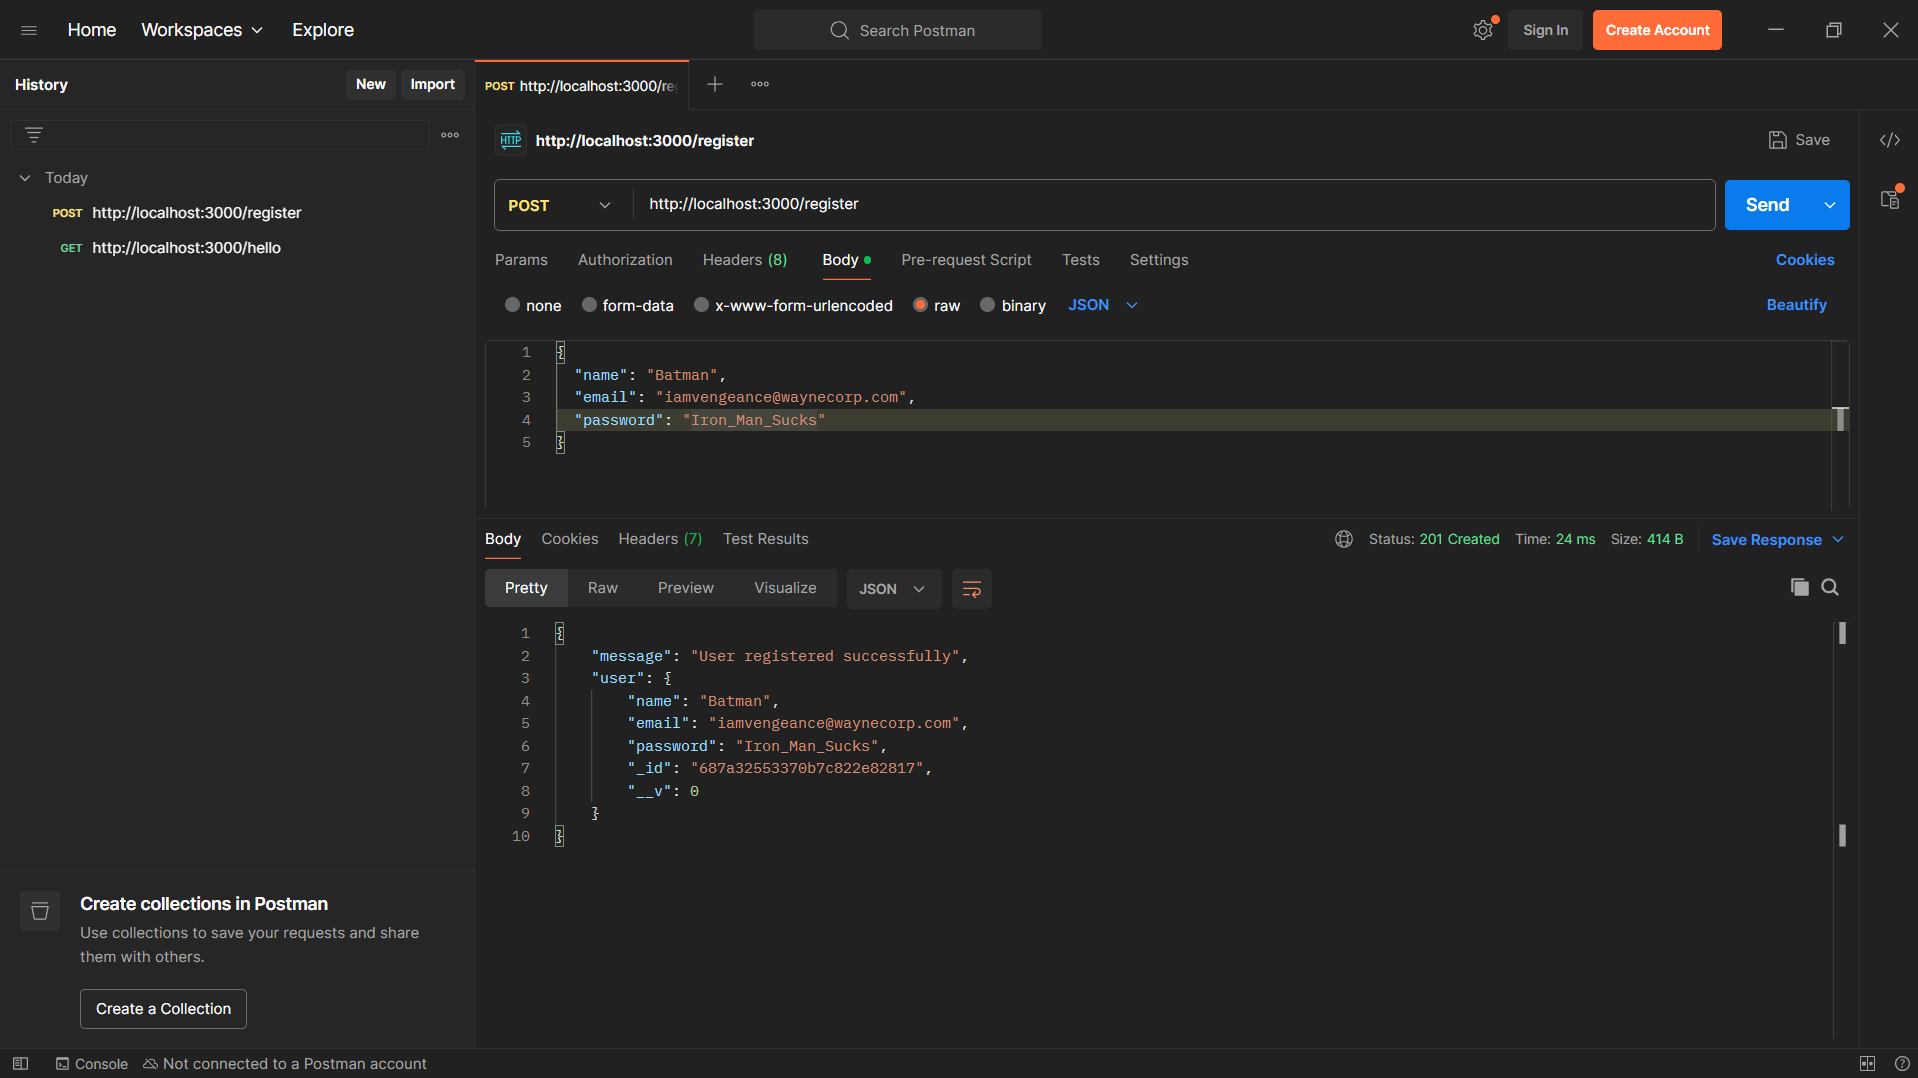 Home Workspaces Explore Search Postman Sign In Create Account
History New Import POST http://localhost:3000/re
HTTP http://localhost:3000/register Save
Today
POST http://localhost:3000/register
GET http://localhost:3000/hello
POST http://localhost:3000/register Send
Params Authorization Headers (8) Body Pre-request Script Tests Settings Cookies
none form-data x-www-form-urlencoded raw binary JSON Beautify
1 {
2 "name": "Batman",
3 "email": "iamvengeance@waynecorp.com",
4 "password": "Iron_Man_Sucks"
5 }
Body Cookies Headers (7) Test Results Status: 201 Created Time: 24 ms Size: 414 B Save Response
Pretty Raw Preview Visualize JSON
1 {
2 "message": "User registered successfully",
3 "user": {
4 "name": "Batman",
5 "email": "iamvengeance@waynecorp.com",
6 "password": "Iron_Man_Sucks",
7 "_id": "687a32553370b7c822e82817",
8 "__v": 0
9 }
10 }
Create collections in Postman
Use collections to save your requests and share
them with others.
Create a Collection
Console Not connected to a Postman account